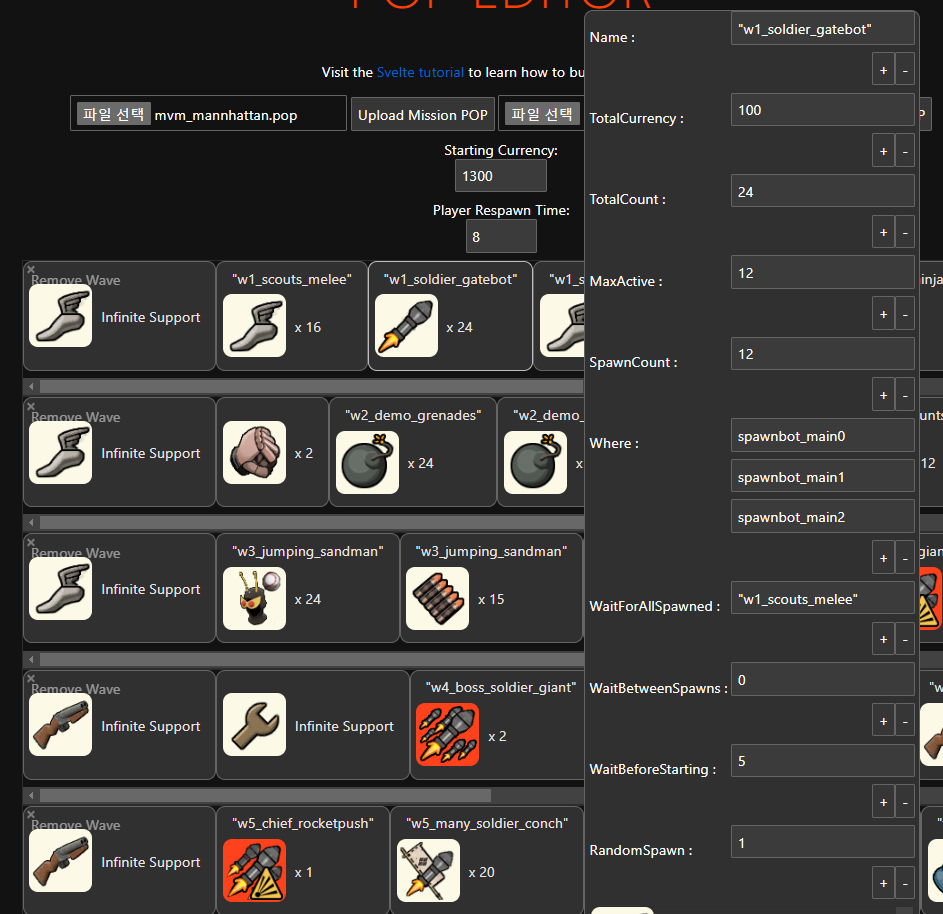 POP EDITOR
Visit the Svelte tutorial to learn how to bu
파일 선택 mvm_mannhattan.pop
Upload Mission POP
파일 선택
Starting Currency:
1300
Player Respawn Time:
8
Remove Wave
Infinite Support
"w1_scouts_melee"
x 16
"w1_soldier_gatebot"
x 24
"w1_s
inja
Remove Wave
Infinite Support
x 2
"w2_demo_grenades"
x 24
"w2_demo_
x
unts
12
Remove Wave
Infinite Support
"w3_jumping_sandman"
x 24
"w3_jumping_sandman"
x 15
gian
Remove Wave
Infinite Support
Infinite Support
"w4_boss_soldier_giant"
x 2
"w
Remove Wave
Infinite Support
"w5_chief_rocketpush"
x 1
"w5_many_soldier_conch"
x 20
Name :
"w1_soldier_gatebot"
+ -
TotalCurrency :
100
+ -
TotalCount :
24
+ -
MaxActive :
12
+ -
SpawnCount :
12
+ -
Where :
spawnbot_main0
spawnbot_main1
spawnbot_main2
+ -
WaitForAllSpawned :
"w1_scouts_melee"
+ -
WaitBetweenSpawns :
0
+ -
WaitBeforeStarting :
5
+ -
RandomSpawn :
1
+ -